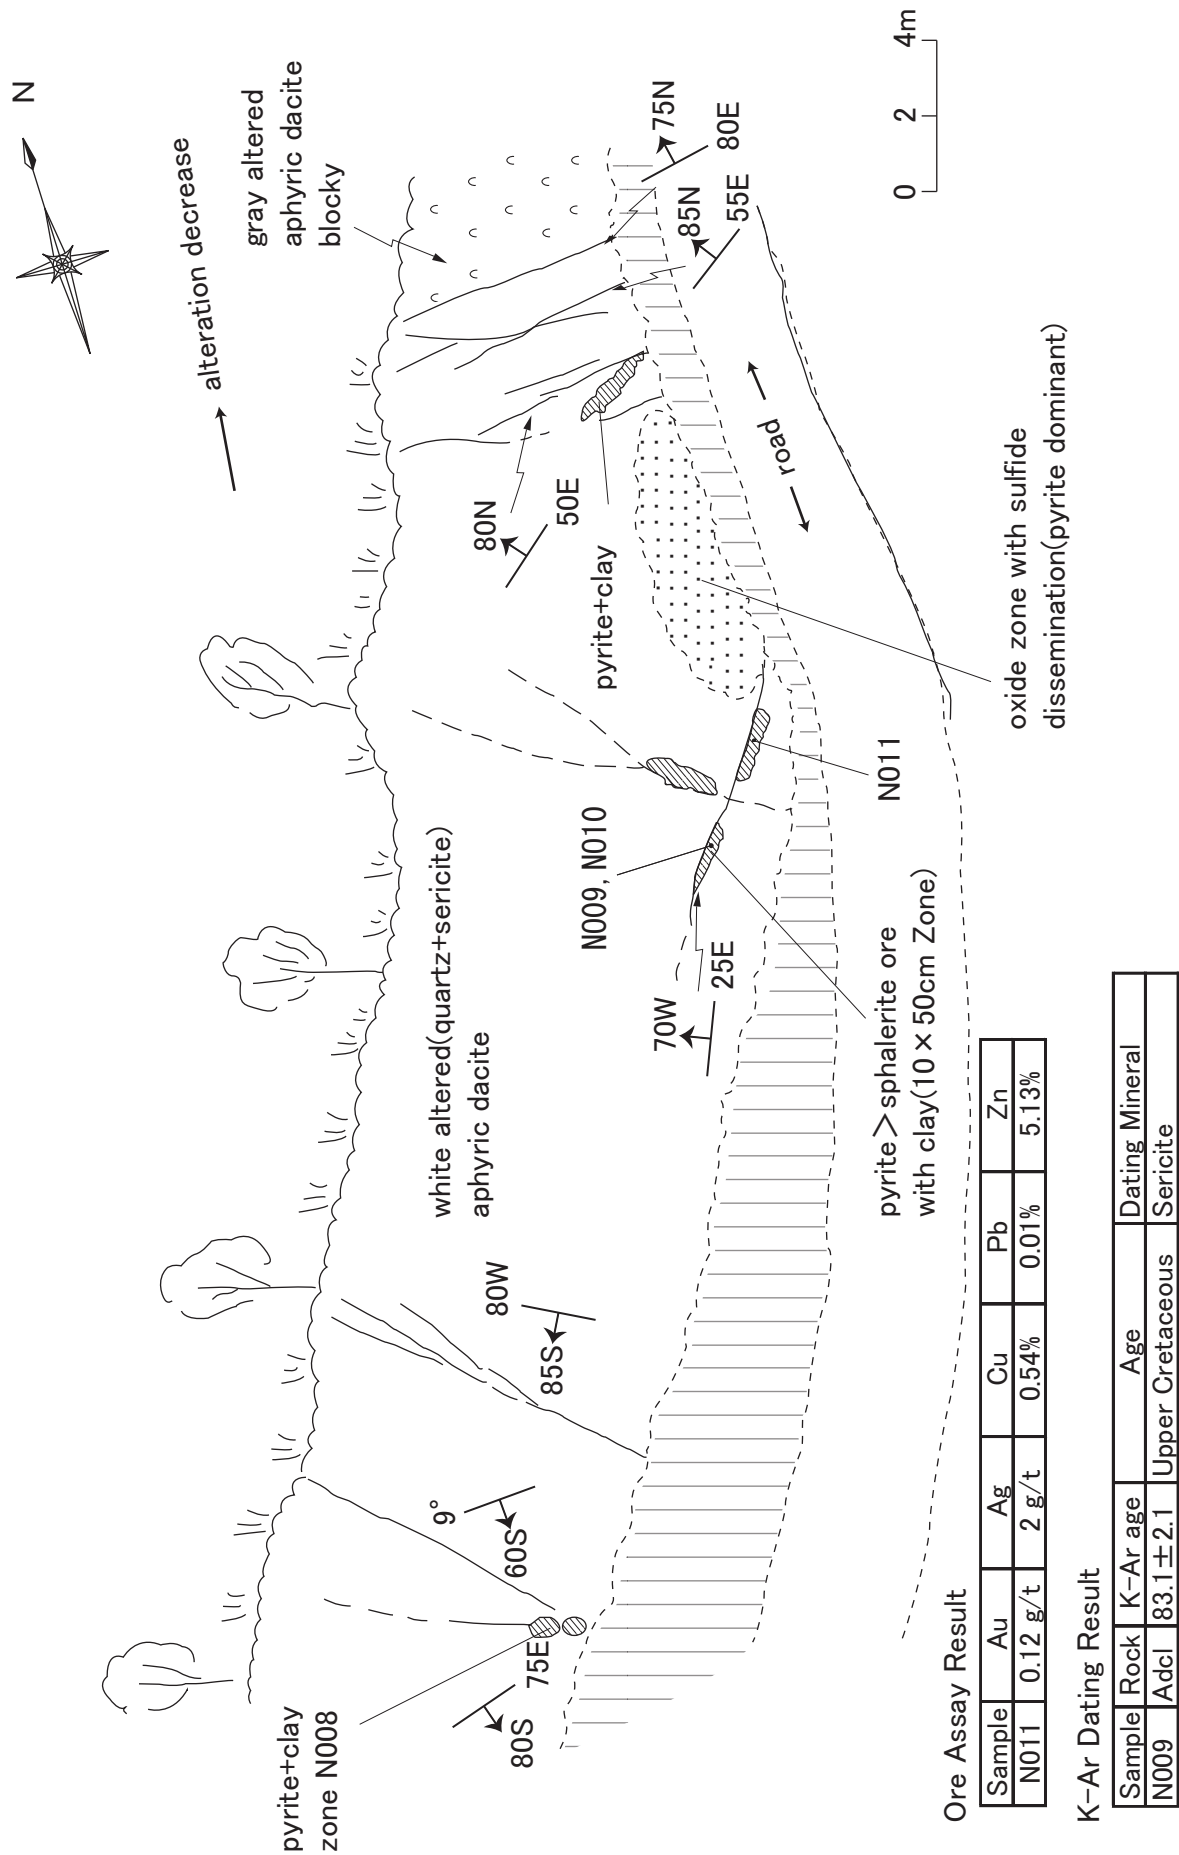 N
alteration decrease
gray altered
aphyric dacite
blocky
75N
80E
85N
55E
0 2 4m
80N
50E
pyrite+clay
road
oxide zone with sulfide
dissemination(pyrite dominant)
N009, N010
N011
white altered(quartz+sericite)
aphyric dacite
70W
25E
pyrite＞sphalerite ore
with clay(10×50cm Zone)
80W
85S
9°
60S
75E
80S
pyrite+clay
zone N008
Ore Assay Result
Sample Au Ag Cu Pb Zn
N011 0.12 g/t 2 g/t 0.54% 0.01% 5.13%
K-Ar Dating Result
Sample Rock K-Ar age Age Dating Mineral
N009 Adcl 83.1±2.1 Upper Cretaceous Sericite